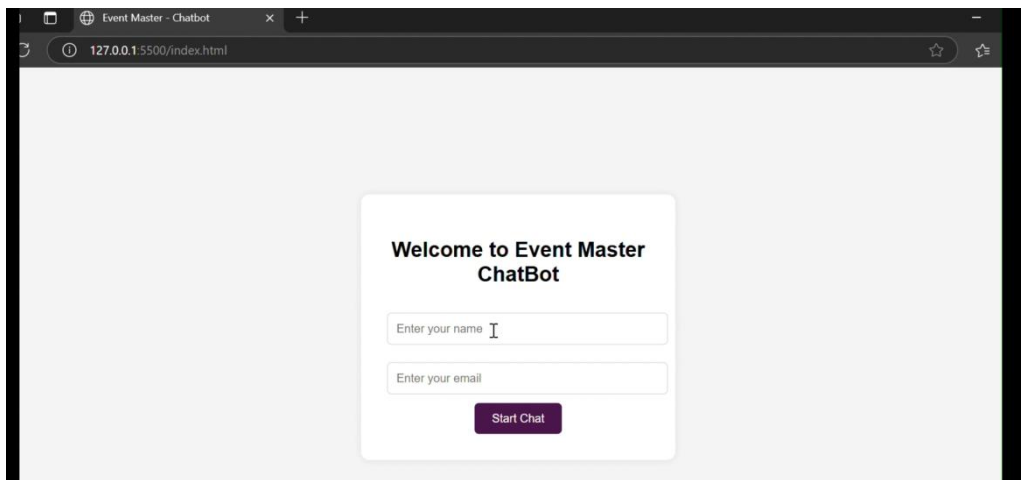 Event Master - Chatbot
127.0.0.1:5500/index.html
Welcome to Event Master
ChatBot
Enter your name
Enter your email
Start Chat